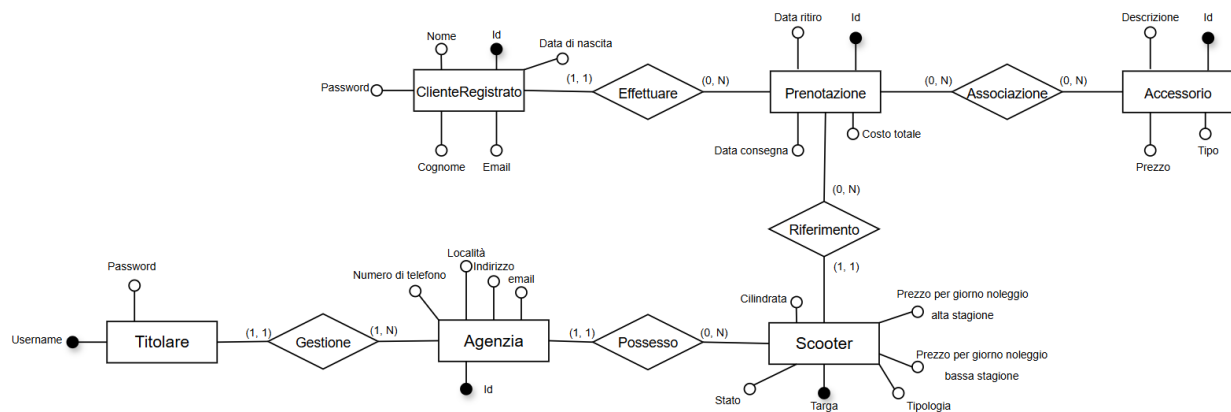 Data ritiro
Id
Descrizione
Id
Nome
Id
Data di nascita
(1, 1)
(0, N)
(0, N)
(0, N)
Password
ClienteRegistrato
Effettuare
Prenotazione
Associazione
Accessorio
Costo totale
Data consegna
Tipo
Cognome
Email
Prezzo
(0, N)
Riferimento
Località
Password
Numero di telefono
Indirizzo
email
(1, 1)
Cilindrata
Prezzo per giorno noleggio
alta stagione
(1, 1)
(1, N)
(1, 1)
(0, N)
Username
Titolare
Gestione
Agenzia
Possesso
Scooter
Prezzo per giorno noleggio
bassa stagione
Id
Stato
Targa
Tipologia